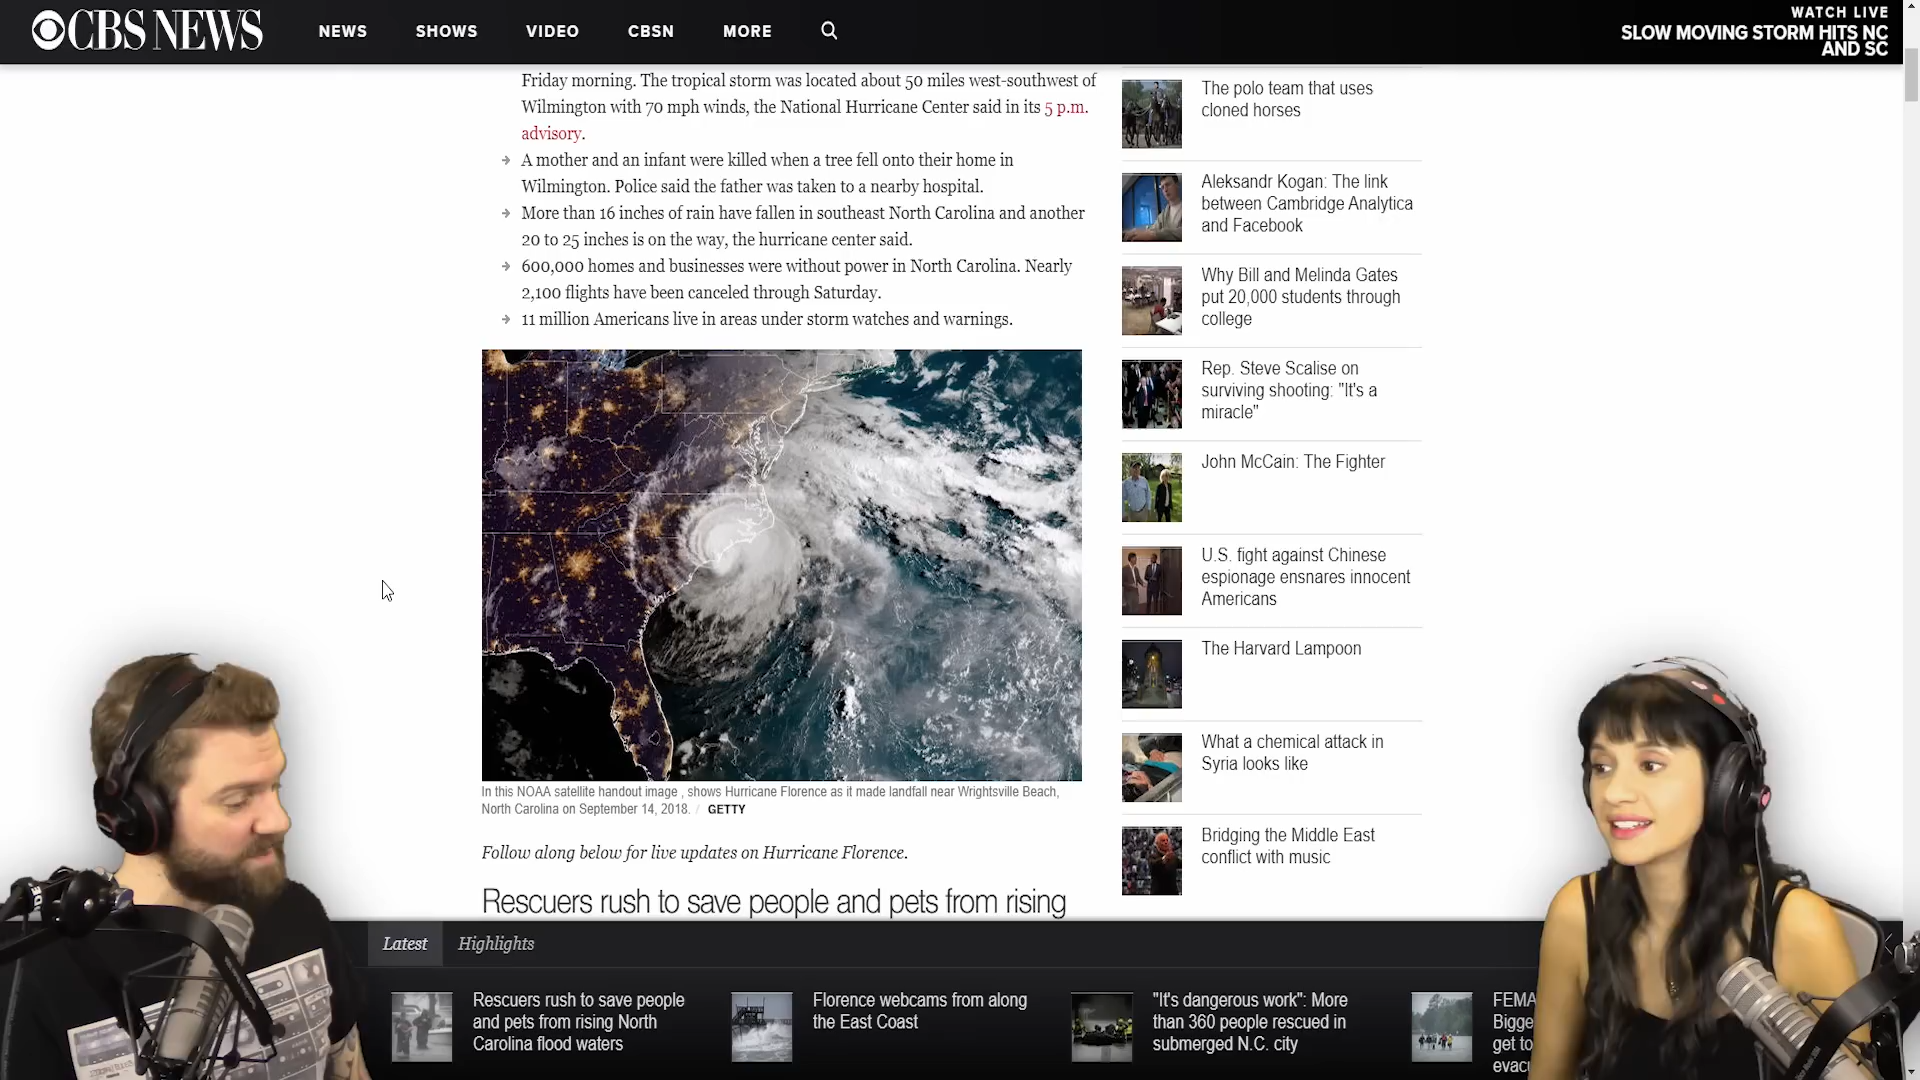 CBS NEWS
NEWS
SHOWS
VIDEO
CBSN
MORE
WATCH LIVE
SLOW MOVING STORM HITS NC
AND SC
Friday morning. The tropical storm was located about 50 miles west-southwest of
Wilmington with 70 mph winds, the National Hurricane Center said in its 5 p.m.
advisory.
A mother and an infant were killed when a tree fell onto their home in
Wilmington. Police said the father was taken to a nearby hospital.
More than 16 inches of rain have fallen in southeast North Carolina and another
20 to 25 inches is on the way, the hurricane center said.
600,000 homes and businesses were without power in North Carolina. Nearly
2,100 flights have been canceled through Saturday.
11 million Americans live in areas under storm watches and warnings.
In this NOAA satellite handout image , shows Hurricane Florence as it made landfall near Wrightsville Beach,
North Carolina on September 14, 2018. / GETTY
Follow along below for live updates on Hurricane Florence.
Rescuers rush to save people and pets from rising
The polo team that uses
cloned horses
Aleksandr Kogan: The link
between Cambridge Analytica
and Facebook
Why Bill and Melinda Gates
put 20,000 students through
college
Rep. Steve Scalise on
surviving shooting: "It's a
miracle"
John McCain: The Fighter
U.S. fight against Chinese
espionage ensnares innocent
Americans
The Harvard Lampoon
What a chemical attack in
Syria looks like
Bridging the Middle East
conflict with music
Latest
Highlights
Rescuers rush to save people
and pets from rising North
Carolina flood waters
Florence webcams from along
the East Coast
"It's dangerous work": More
than 360 people rescued in
submerged N.C. city
FEMA
Bigge
get to
evac